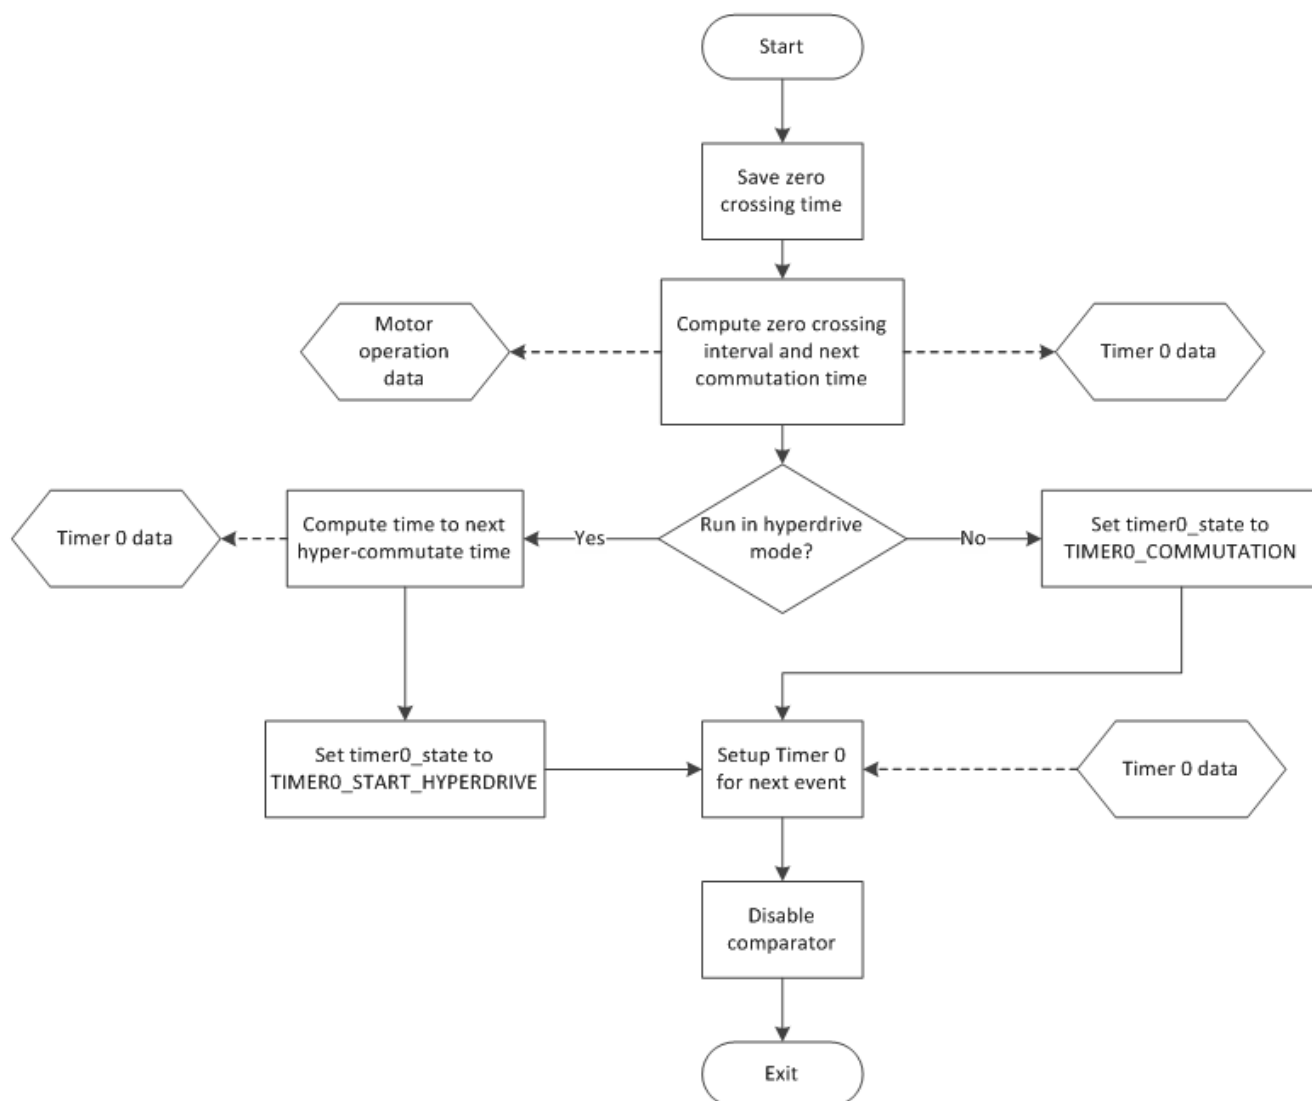 Start
Save zero
crossing time
Motor
operation
data
Compute zero crossing
interval and next
commutation time
Timer 0 data
Timer 0 data
Compute time to next
hyper-commutate time
Yes
Run in hyperdrive
mode?
No
Set timer0_state to
TIMER0_COMMUTATION
Set timer0_state to
TIMER0_START_HYPERDRIVE
Setup Timer 0
for next event
Timer 0 data
Disable
comparator
Exit